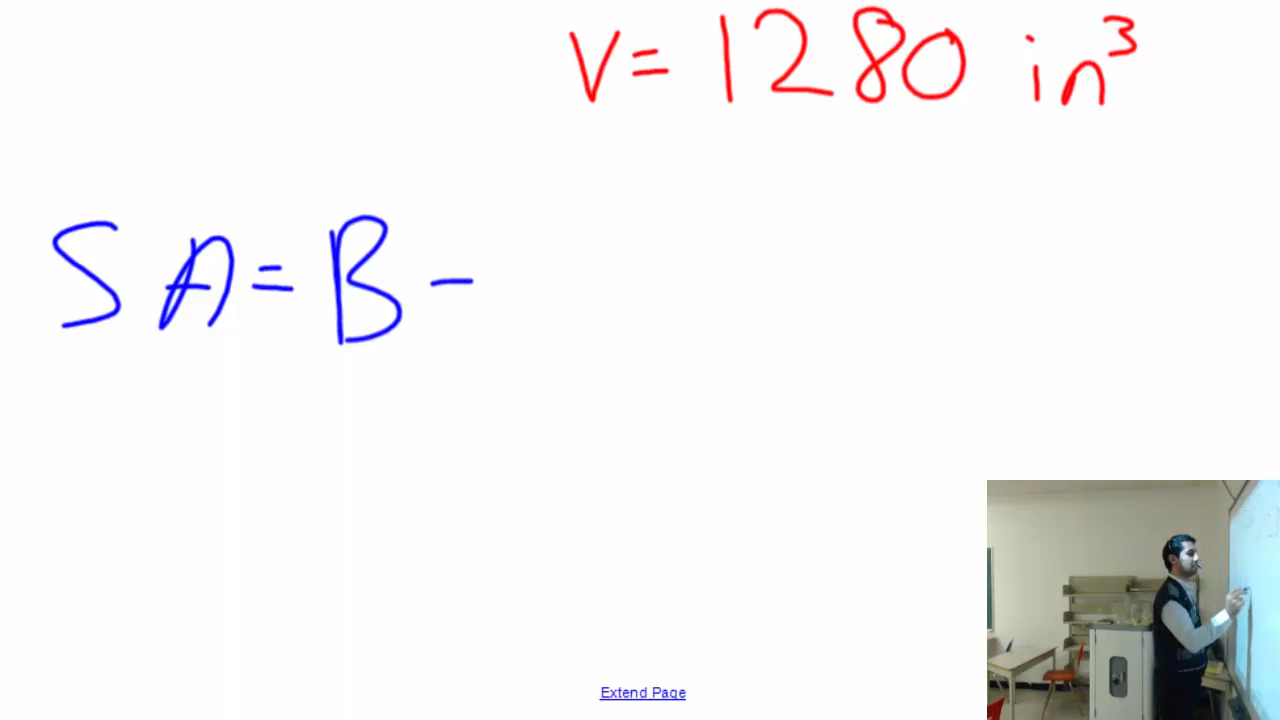 V = 1280 in³
SA = B -
Extend Page